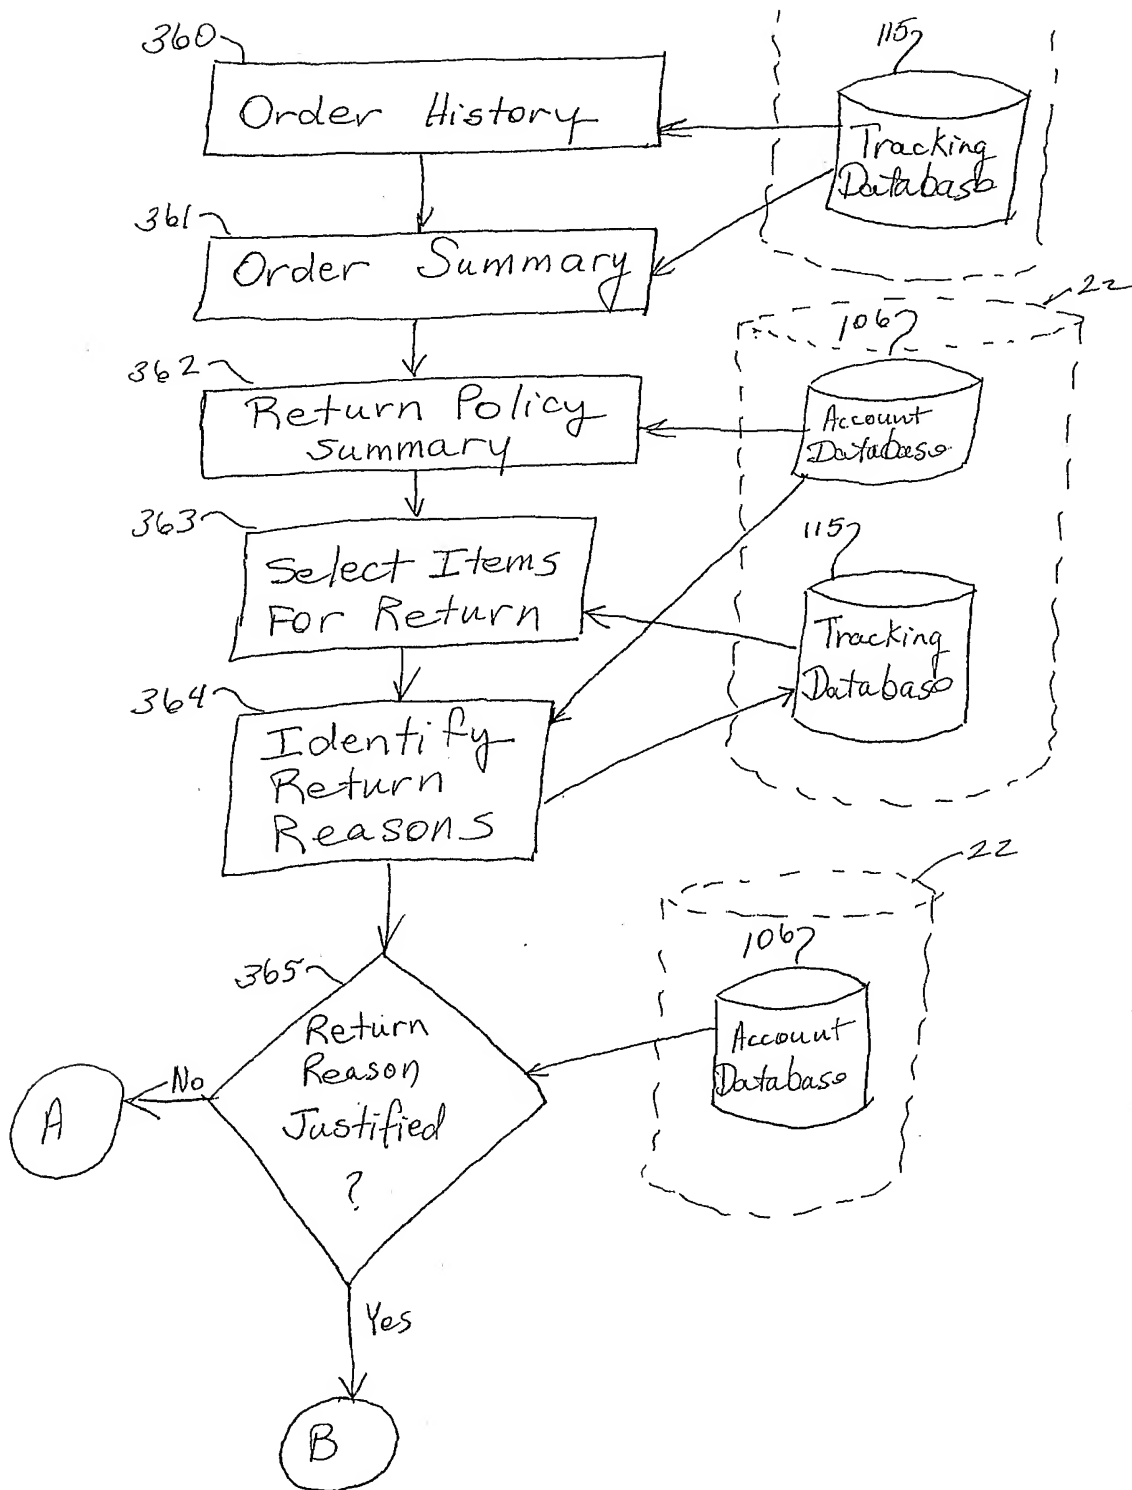 360
115
Order History
Tracking
Database
361
Order Summary
22
106
362
Return Policy
Summary
Account
Database
363
115
Select Items
For Return
Tracking
Database
364
Identify
Return
Reasons
22
106
365
Return
Reason
Justified
?
Account
Database
No
A
Yes
B